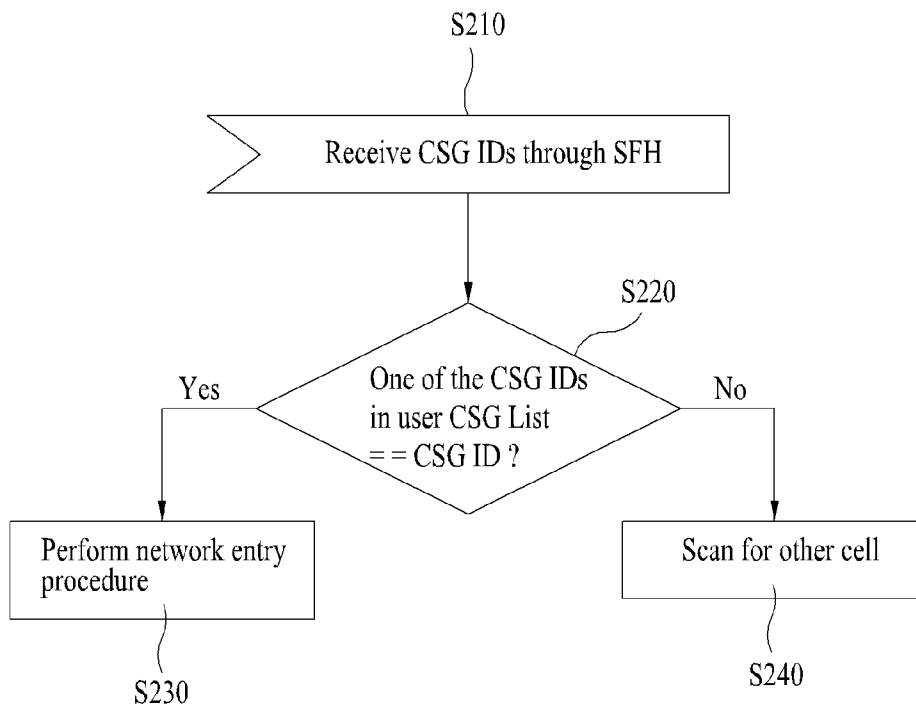 S210
Receive CSG IDs through SFH
S220
One of the CSG IDs
in user CSG List
= = CSG ID ?
Yes
No
Perform network entry
procedure
Scan for other cell
S230
S240